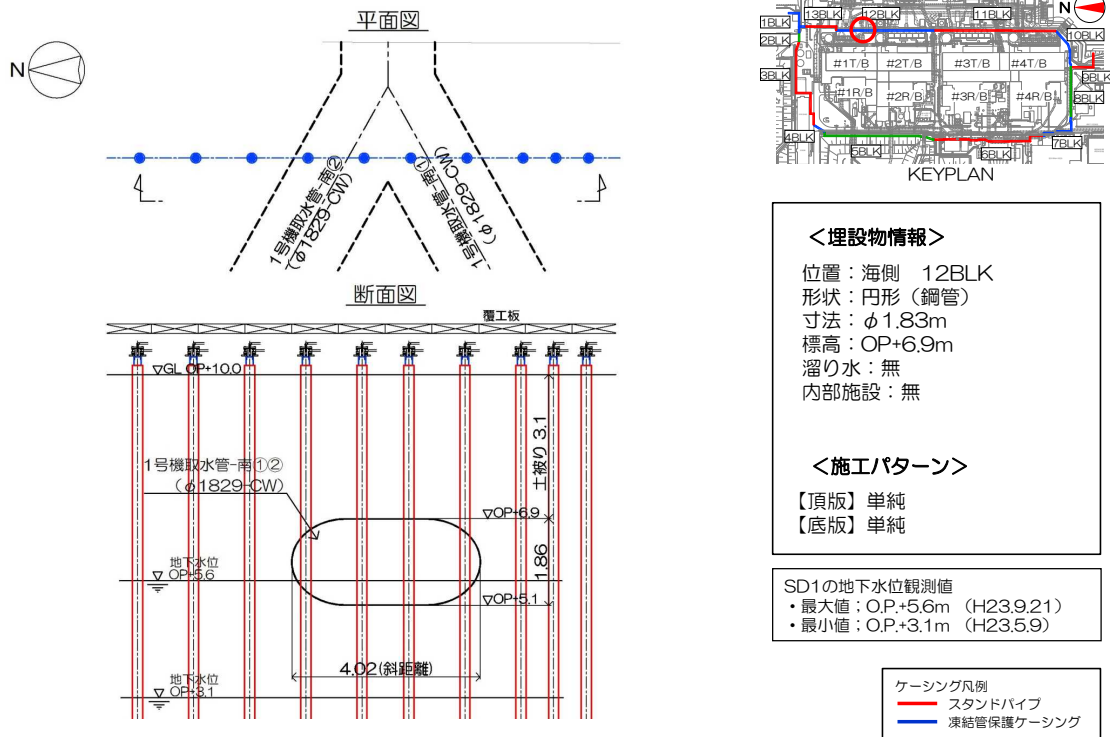 平面図
N
1号機取水管-南②
(φ1829-CW)
1号機取水管-南①
(φ1829-CW)
断面図
覆工板
▽GL OP+10.0
土被り 3.1
1号機取水管-南①②
(φ1829-CW)
▽OP+6.9
1.86
地下水位
▽ OP+5.6
▽OP+5.1
4.02(斜距離)
地下水位
▽ OP+3.1
N
1BLK
13BLK
12BLK
11BLK
10BLK
2BLK
3BLK
#1T/B
#2T/B
#3T/B
#4T/B
9BLK
#1R/B
#2R/B
#3R/B
#4R/B
8BLK
4BLK
5BLK
6BLK
7BLK
KEYPLAN
＜埋設物情報＞
位置：海側　12BLK
形状：円形（鋼管）
寸法：φ1.83m
標高：OP+6.9m
溜り水：無
内部施設：無
＜施工パターン＞
【頂版】単純
【底版】単純
SD1の地下水位観測値
・最大値；O.P.+5.6m （H23.9.21）
・最小値；O.P.+3.1m （H23.5.9）
ケーシング凡例
スタンドパイプ
凍結管保護ケーシング